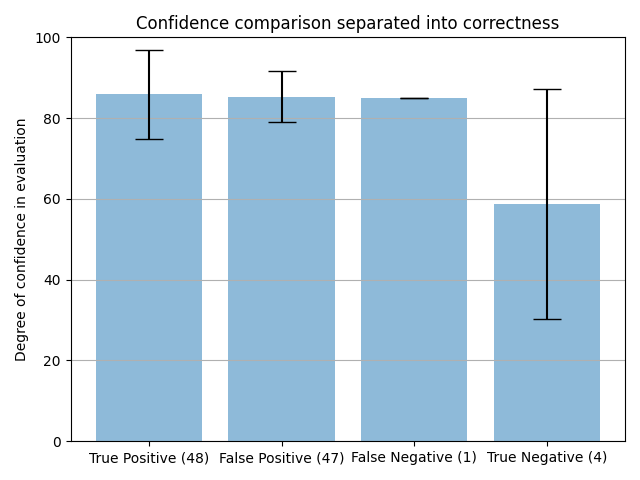 Confidence comparison separated into correctness
Degree of confidence in evaluation
100
80
60
40
20
0
True Positive (48)
False Positive (47)
False Negative (1)
True Negative (4)